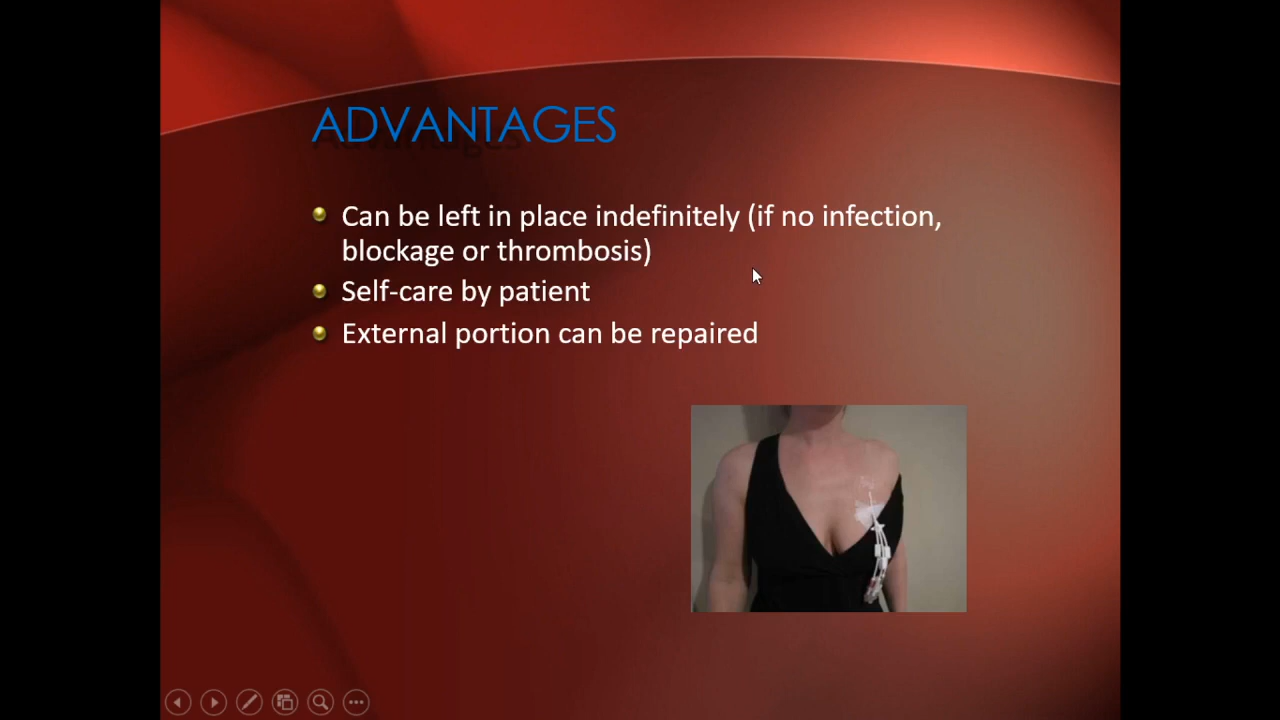 ADVANTAGES
Can be left in place indefinitely (if no infection,
blockage or thrombosis)
Self-care by patient
External portion can be repaired